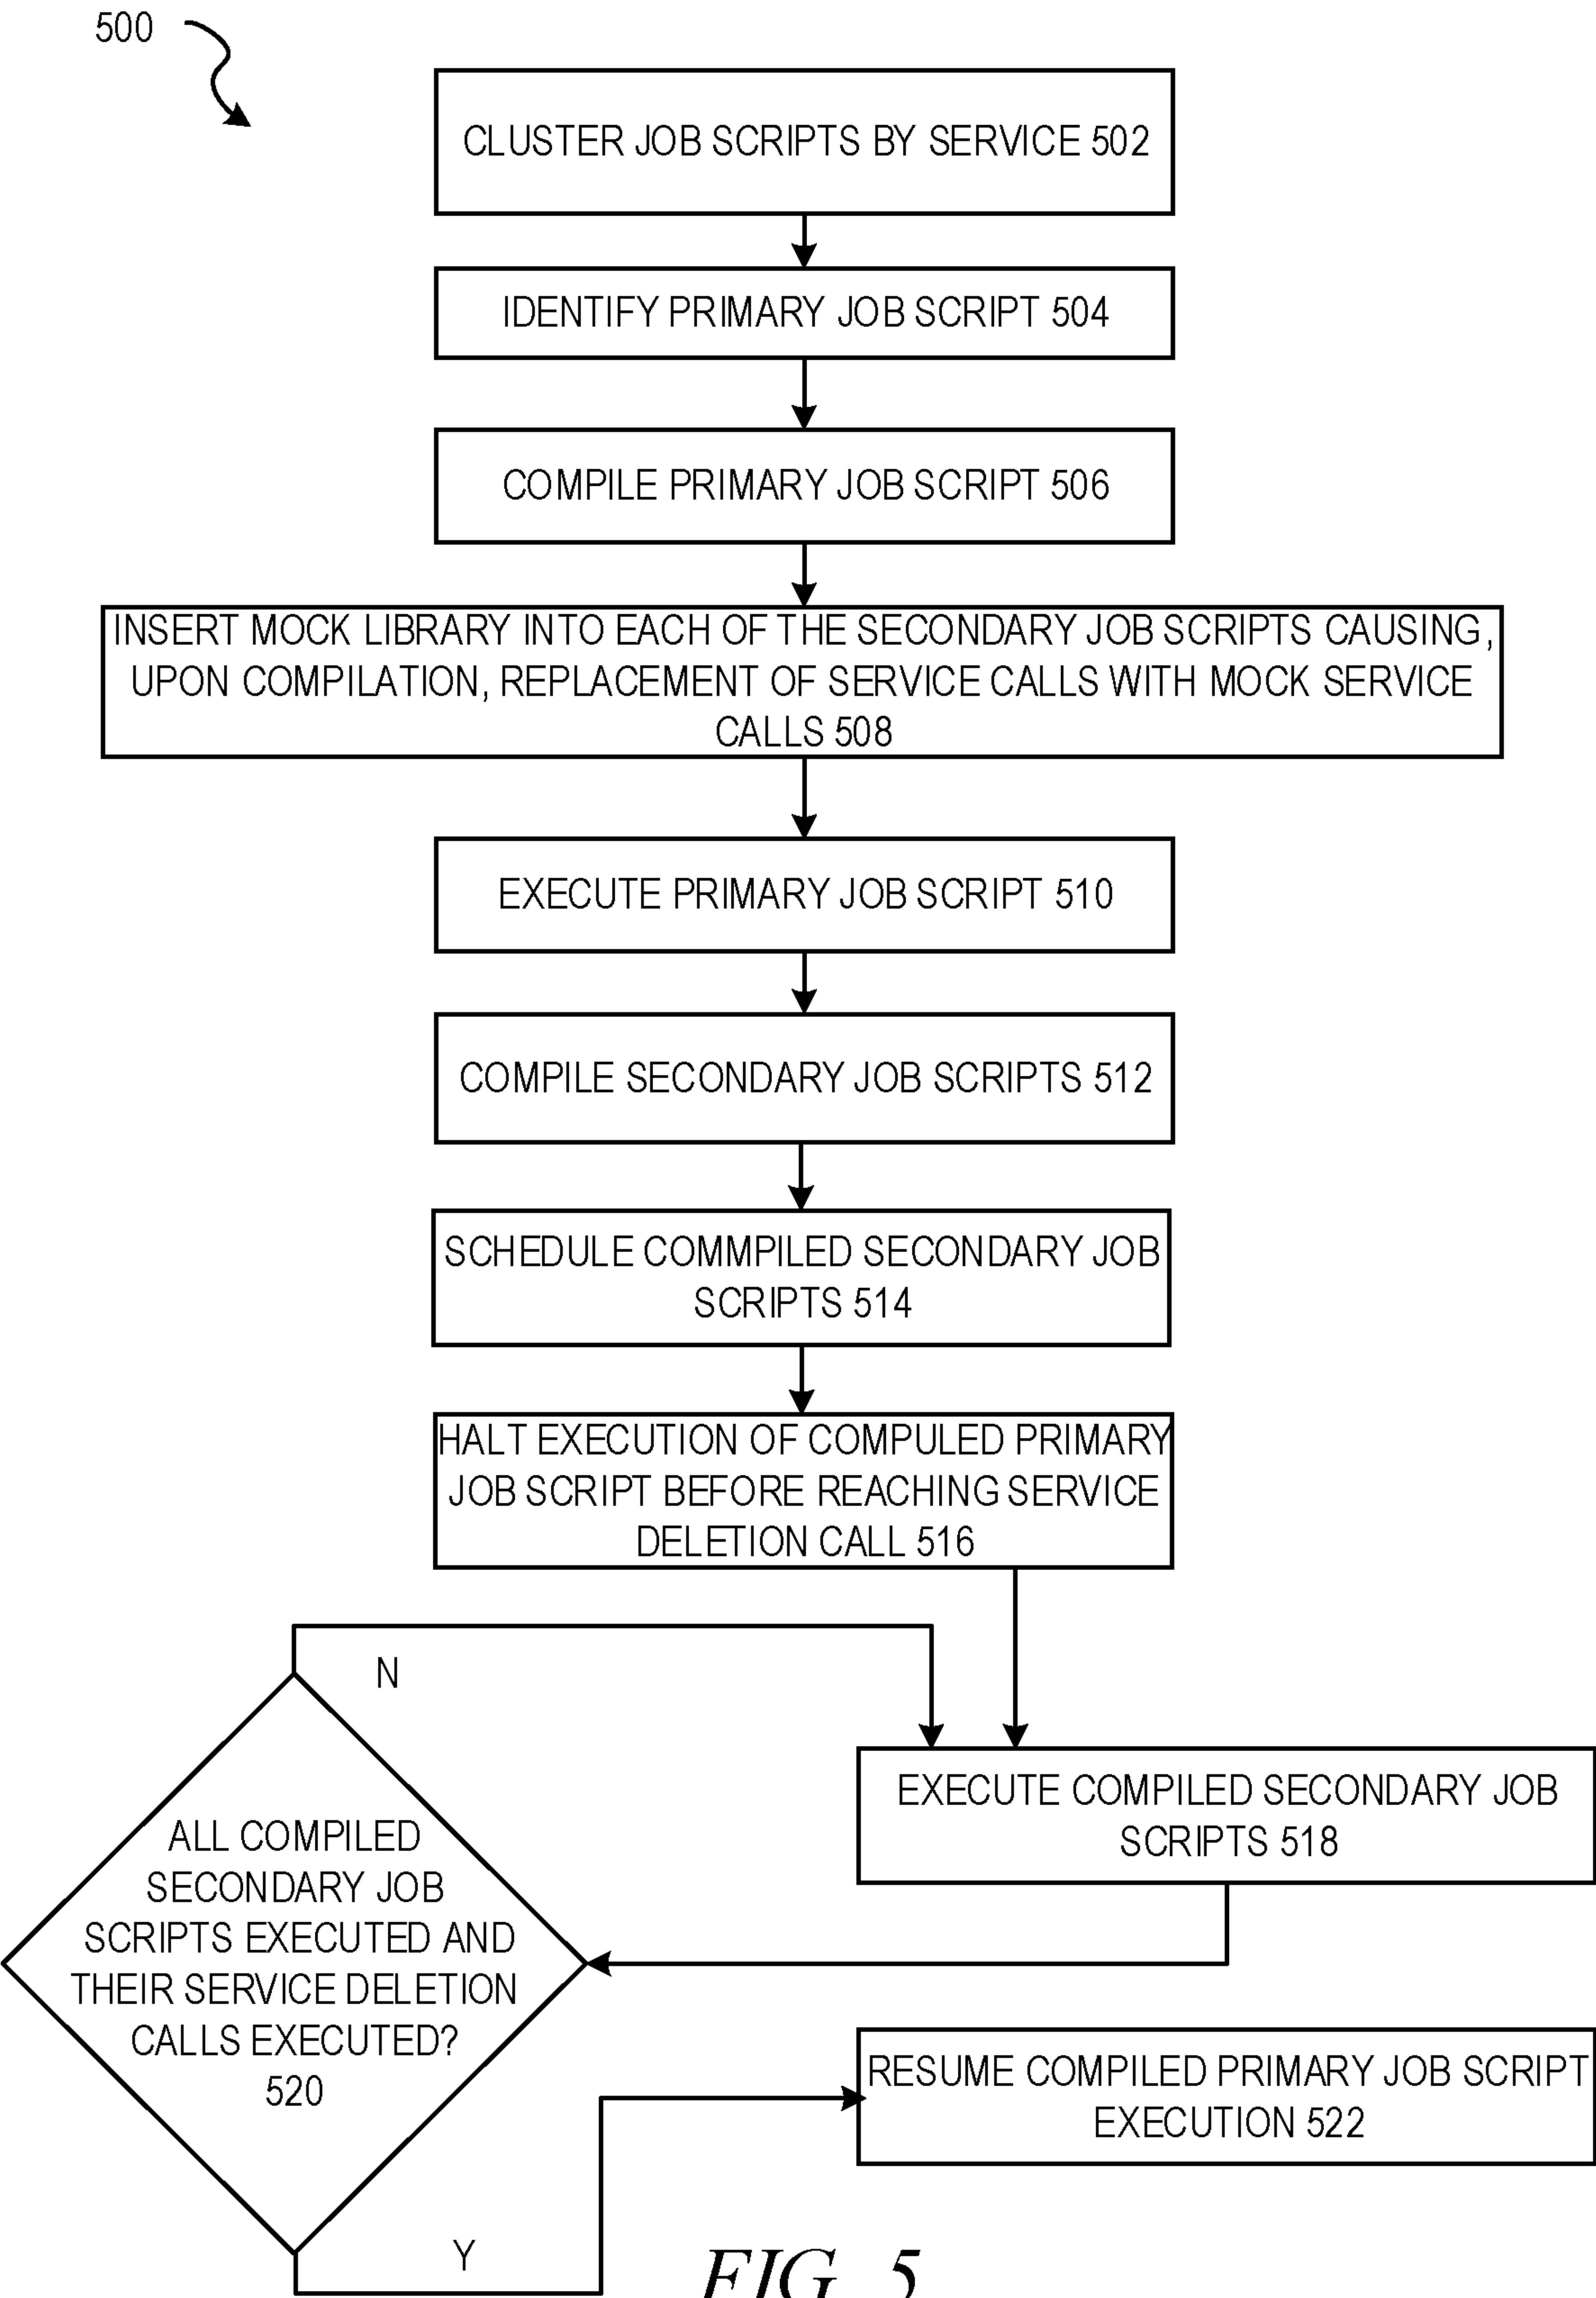 500
CLUSTER JOB SCRIPTS BY SERVICE 502
IDENTIFY PRIMARY JOB SCRIPT 504
COMPILE PRIMARY JOB SCRIPT 506
INSERT MOCK LIBRARY INTO EACH OF THE SECONDARY JOB SCRIPTS CAUSING,
UPON COMPILATION, REPLACEMENT OF SERVICE CALLS WITH MOCK SERVICE
CALLS 508
EXECUTE PRIMARY JOB SCRIPT 510
COMPILE SECONDARY JOB SCRIPTS 512
SCHEDULE COMMPILED SECONDARY JOB
SCRIPTS 514
HALT EXECUTION OF COMPULED PRIMARY
JOB SCRIPT BEFORE REACHING SERVICE
DELETION CALL 516
N
EXECUTE COMPILED SECONDARY JOB
SCRIPTS 518
ALL COMPILED
SECONDARY JOB
SCRIPTS EXECUTED AND
THEIR SERVICE DELETION
CALLS EXECUTED?
520
RESUME COMPILED PRIMARY JOB SCRIPT
EXECUTION 522
Y
FIG. 5